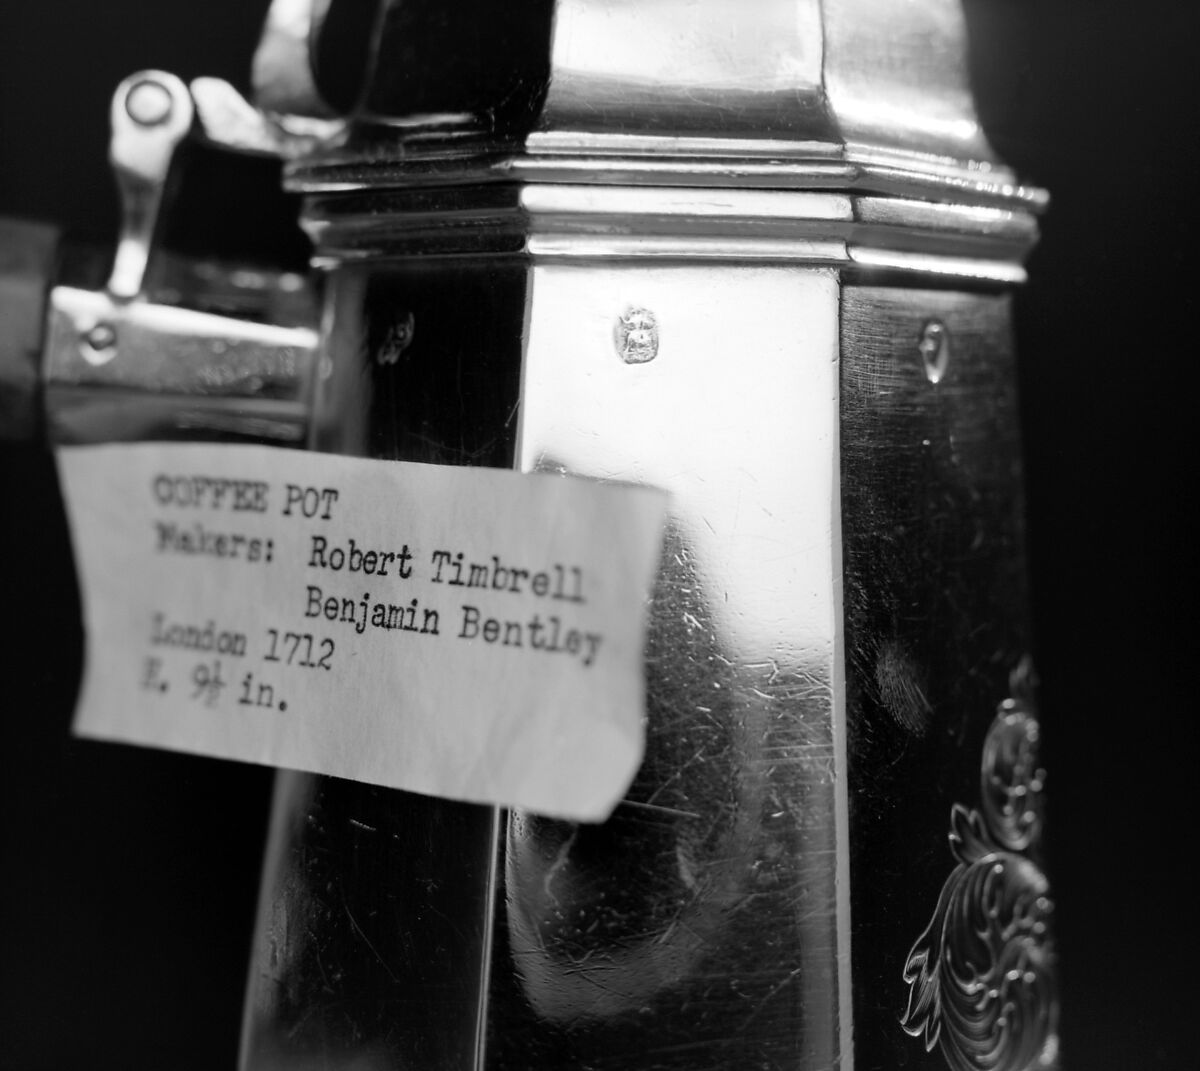 COFFEE POT
Makers: Robert Timbrell
Benjamin Bentley
London 1712
H. 9½ in.